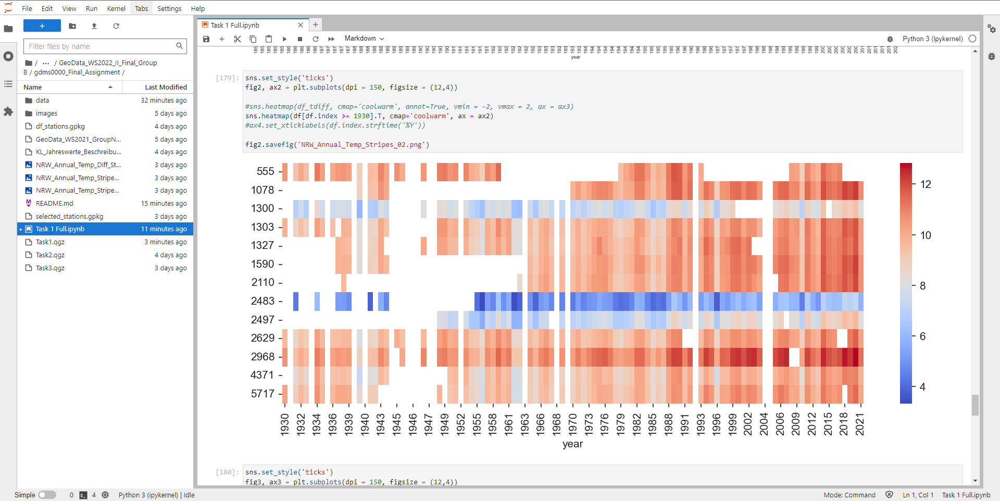 File Edit View Run Kernel Tabs Settings Help
Filter files by name
/ ... / GeoData_WS2022_II_Final_Group
B / gdms0000_Final_Assignment /
Name Last Modified
data 32 minutes ago
images 5 days ago
df_stations.gpkg 4 days ago
GeoData_WS2021_GroupN... 5 days ago
KL_Jahreswerte_Beschreibu... 4 days ago
NRW_Annual_Temp_Diff_St... 3 days ago
NRW_Annual_Temp_Stripe... 3 days ago
NRW_Annual_Temp_Stripe... 3 days ago
README.md 15 minutes ago
selected_stations.gpkg 3 days ago
Task 1 Full.ipynb 11 minutes ago
Task1.qgz 3 minutes ago
Task2.qgz 4 days ago
Task3.qgz 3 days ago
Task 1 Full.ipynb
Markdown
Python 3 (ipykernel)
year
[179]:
sns.set_style('ticks')
fig2, ax2 = plt.subplots(dpi = 150, figsize = (12,4))
#sns.heatmap(df_tdiff, cmap='coolwarm', annot=True, vmin = -2, vmax = 2, ax = ax3)
sns.heatmap(df[df.index >= 1930].T, cmap='coolwarm', ax = ax2)
#ax4.set_xticklabels(df.index.strftime('%Y'))
fig2.savefig('NRW_Annual_Temp_Stripes_02.png')
555
1078
1300
1303
1327
1590
2110
2483
2497
2629
2968
4371
5717
12
10
8
6
4
1930 1932 1934 1936 1939 1940 1943 1945 1946 1947 1949 1952 1955 1958 1961 1963 1966 1968 1970 1973 1976 1979 1982 1985 1988 1991 1993 1996 1999 2002 2004 2006 2009 2012 2015 2018 2021
year
[180]:
sns.set_style('ticks')
fig3, ax3 = plt.subplots(dpi = 150, figsize = (12,4))
Simple 0 4 Python 3 (ipykernel) | Idle Mode: Command Ln 1, Col 1 Task 1 Full.ipynb